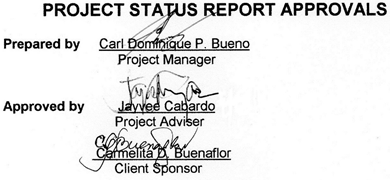 PROJECT STATUS REPORT APPROVALS
Prepared by Carl Dominique P. Bueno
Project Manager
Approved by Jayvee Cabardo
Project Adviser
Carmelita D. Buenaflor
Client Sponsor